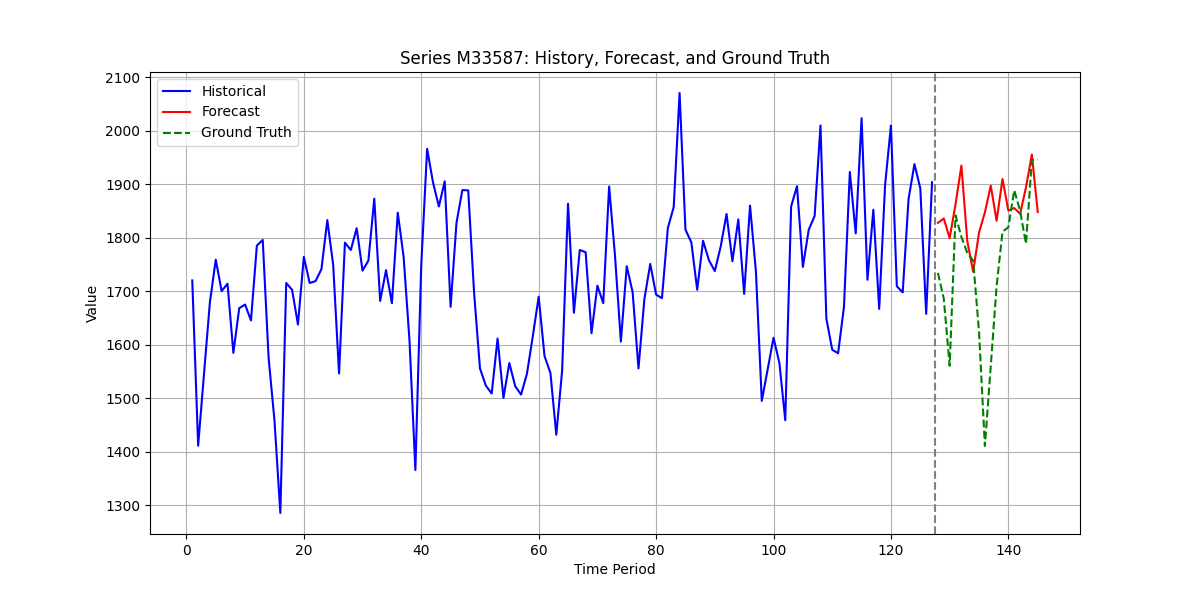 Series M33587: History, Forecast, and Ground Truth
Historical
Forecast
Ground Truth
2100
2000
1900
1800
1700
1600
1500
1400
1300
Value
0 20 40 60 80 100 120 140
Time Period